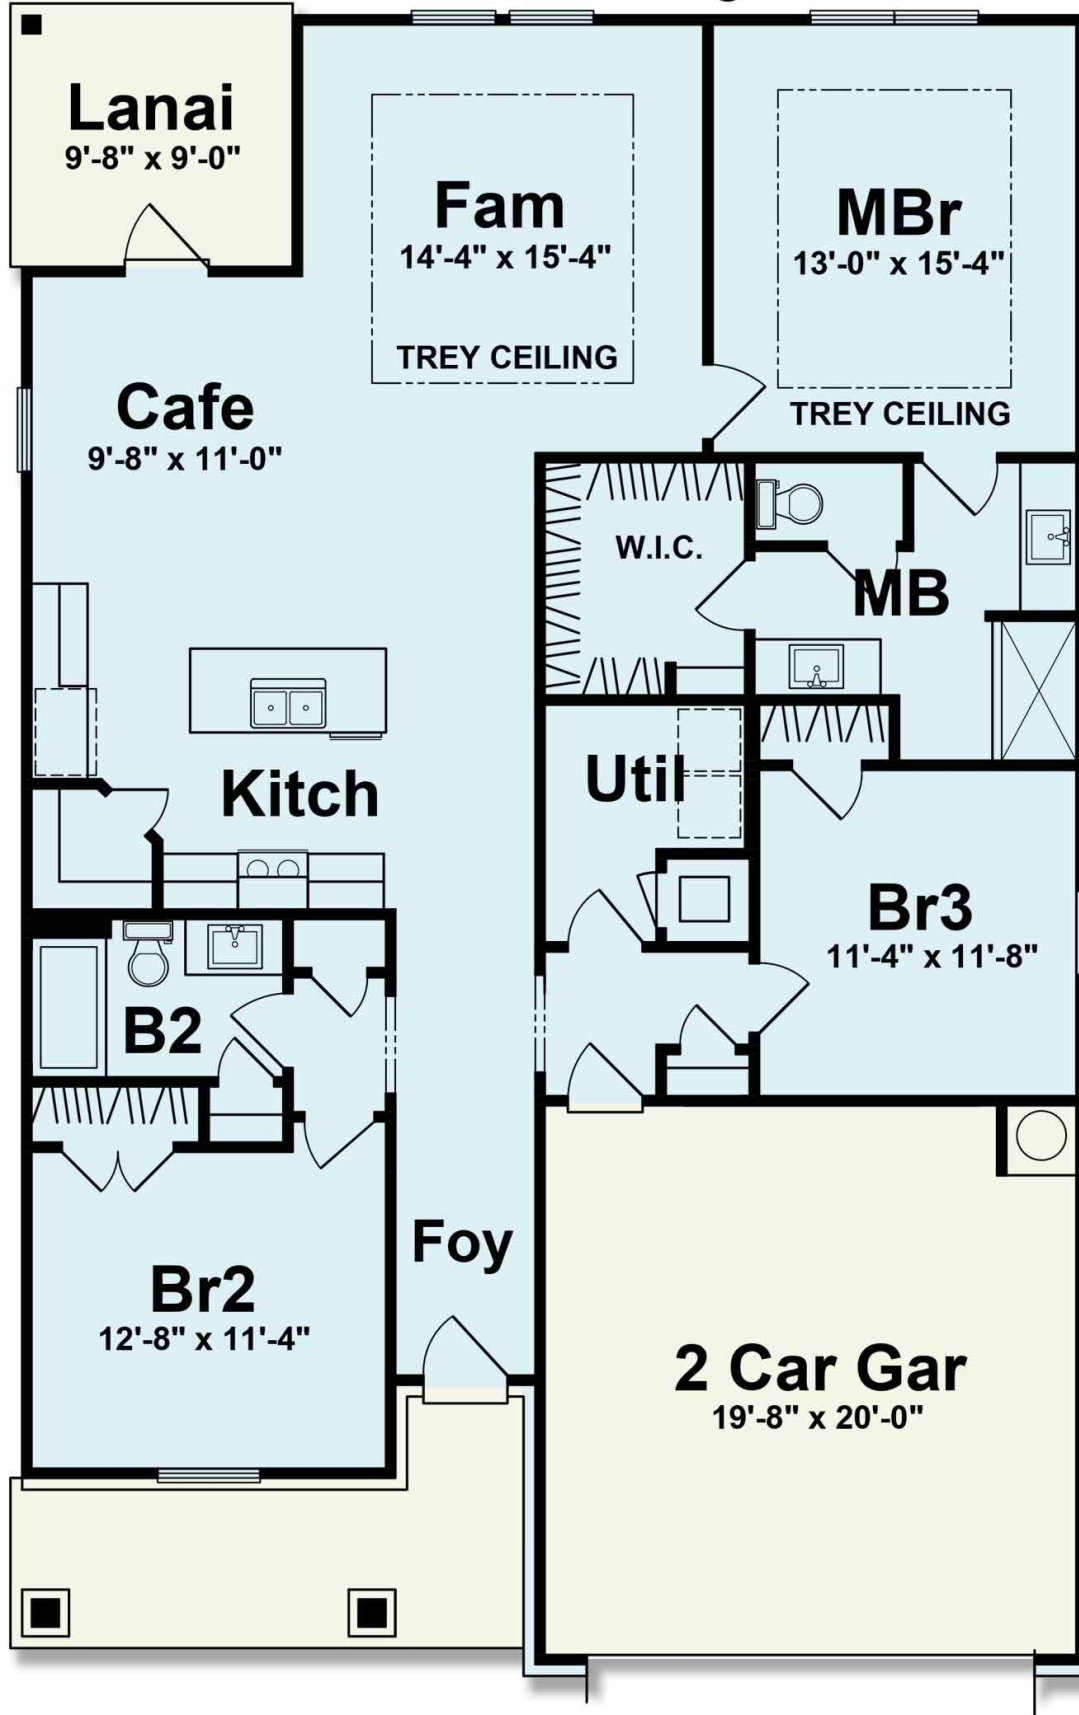 Lanai
9'-8" x 9'-0"
Fam
14'-4" x 15'-4"
TREY CEILING
MBr
13'-0" x 15'-4"
TREY CEILING
Cafe
9'-8" x 11'-0"
W.I.C.
MB
Kitch
Util
Br3
11'-4" x 11'-8"
B2
Foy
Br2
12'-8" x 11'-4"
2 Car Gar
19'-8" x 20'-0"